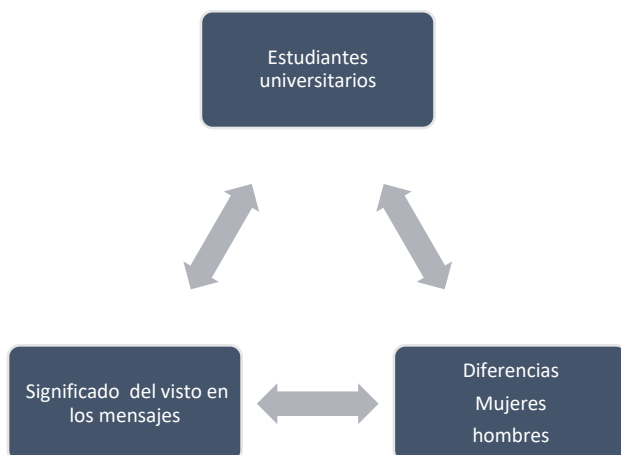 Estudiantes
universitarios
Significado del visto en
los mensajes
Diferencias
Mujeres
hombres